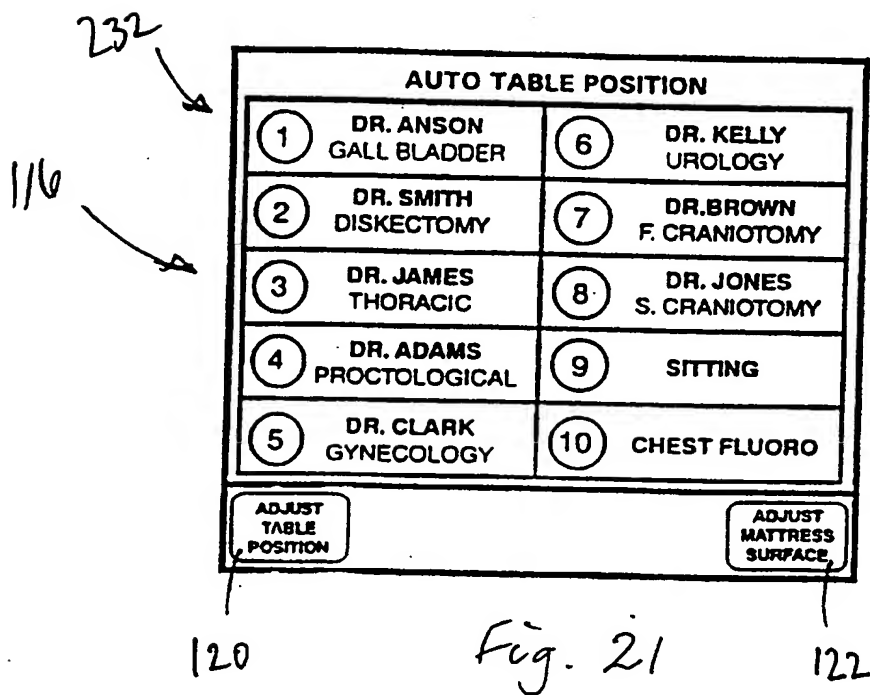 232
AUTO TABLE POSITION
116
1 DR. ANSON
GALL BLADDER
2 DR. SMITH
DISKECTOMY
3 DR. JAMES
THORACIC
4 DR. ADAMS
PROCTOLOGICAL
5 DR. CLARK
GYNECOLOGY
6 DR. KELLY
UROLOGY
7 DR.BROWN
F. CRANIOTOMY
8 DR. JONES
S. CRANIOTOMY
9 SITTING
10 CHEST FLUORO
ADJUST
TABLE
POSITION
ADJUST
MATTRESS
SURFACE
120
Fig. 21
122